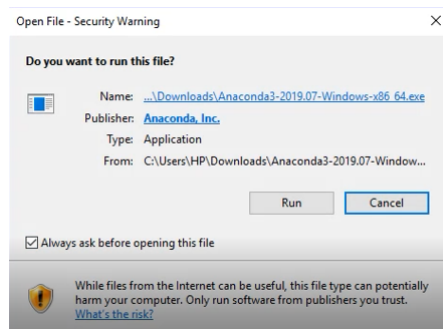 Open File - Security Warning
Do you want to run this file?
Name: ...\Downloads\Anaconda3-2019.07-Windows-x86 64.exe
Publisher: Anaconda, Inc.
Type: Application
From: C:\Users\HP\Downloads\Anaconda3-2019.07-Window...
Run Cancel
Always ask before opening this file
While files from the Internet can be useful, this file type can potentially
harm your computer. Only run software from publishers you trust.
What's the risk?